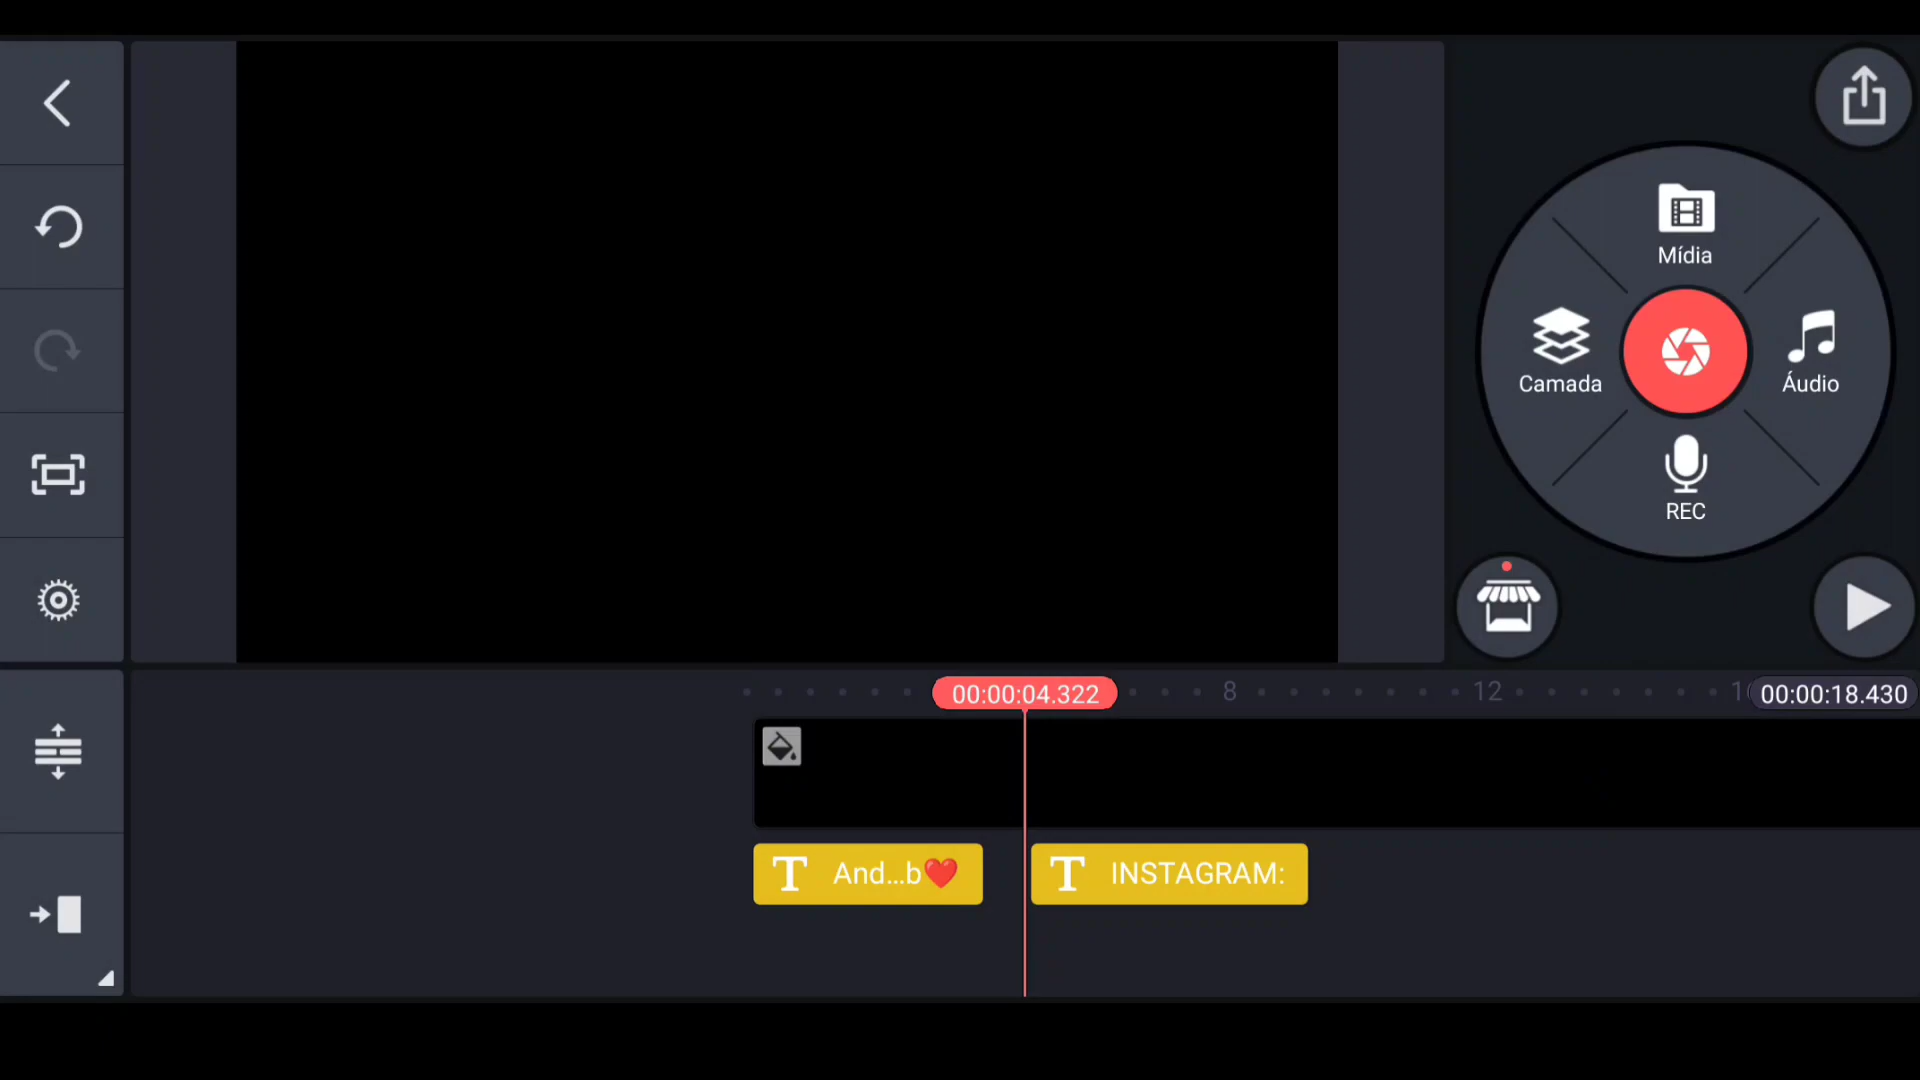 Mídia
Camada
Áudio
REC
00:00:04.322
8
12
00:00:18.430
T And...b❤️
T INSTAGRAM: